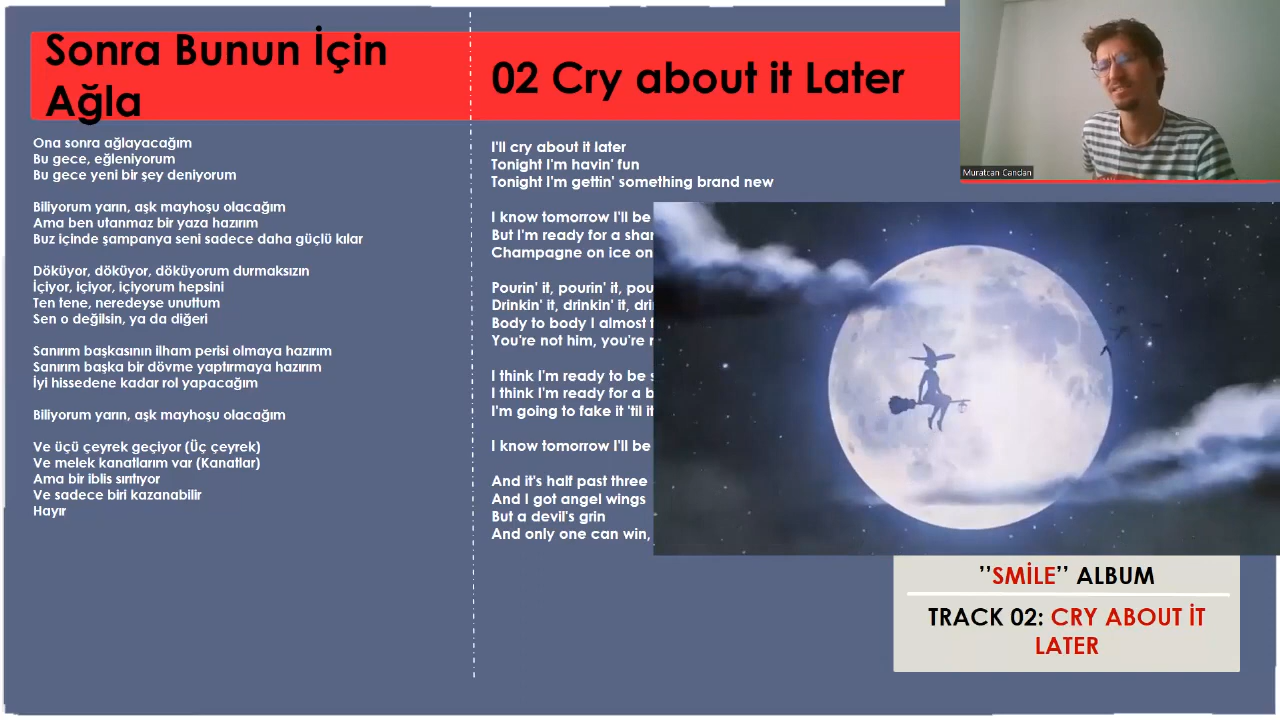 Sonra Bunun İçin
Ağla
Ona sonra ağlayacağım
Bu gece, eğleniyorum
Bu gece yeni bir şey deniyorum
Biliyorum yarın, aşk mayhoşu olacağım
Ama ben utanmaz bir yaza hazırım
Buz içinde şampanya seni sadece daha güçlü kılar
Döküyor, döküyor, döküyorum durmaksızın
İçiyor, içiyor, içiyorum hepsini
Ten tene, neredeyse unuttum
Sen o değilsin, ya da diğeri
Sanırım başkasının ilham perisi olmaya hazırım
Sanırım başka bir dövme yaptırmaya hazırım
İyi hissedene kadar rol yapacağım
Biliyorum yarın, aşk mayhoşu olacağım
Ve üçü çeyrek geçiyor (Üç çeyrek)
Ve melek kanatlarım var (Kanatlar)
Ama bir iblis sırıtıyor
Ve sadece biri kazanabilir
Hayır
02 Cry about it Later
I'll cry about it later
Tonight I'm havin' fun
Tonight I'm gettin' something brand new
I know tomorrow I'll be
But I'm ready for a shar
Champagne on ice on
Pourin' it, pourin' it, pou
Drinkin' it, drinkin' it, dri
Body to body I almost
You're not him, you're
I think I'm ready to be
I think I'm ready for a b
I'm going to fake it 'til it
I know tomorrow I'll be
And it's half past three
And I got angel wings
But a devil's grin
And only one can win,
Muratcan Candan
’’SMİLE’’ ALBUM
TRACK 02: CRY ABOUT İT
LATER